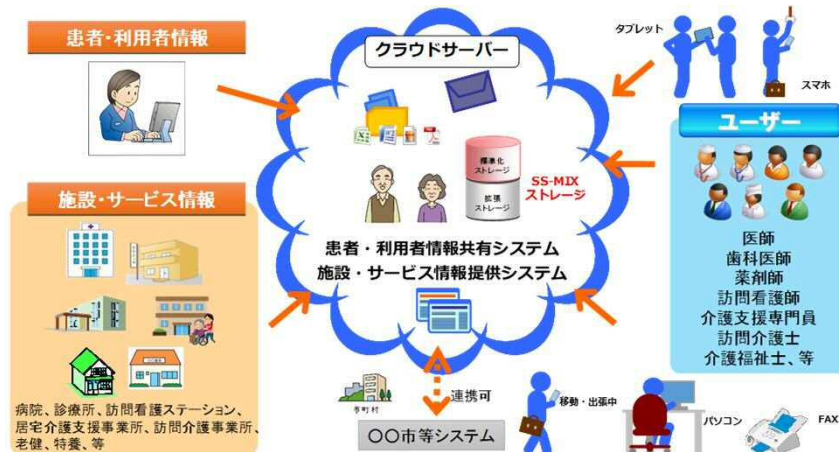 患者・利用者情報
クラウドサーバー
タブレット
スマホ
ユーザー
標準化
ストレージ
拡張
ストレージ
SS-MIX
ストレージ
施設・サービス情報
患者・利用者情報共有システム
施設・サービス情報提供システム
医師
歯科医師
薬剤師
訪問看護師
介護支援専門員
訪問介護士
介護福祉士、等
病院、診療所、訪問看護ステーション、
居宅介護支援事業所、訪問介護事業所、
老健、特養、等
市町村
連携可
〇〇市等システム
移動・出張中
パソコン
FAX